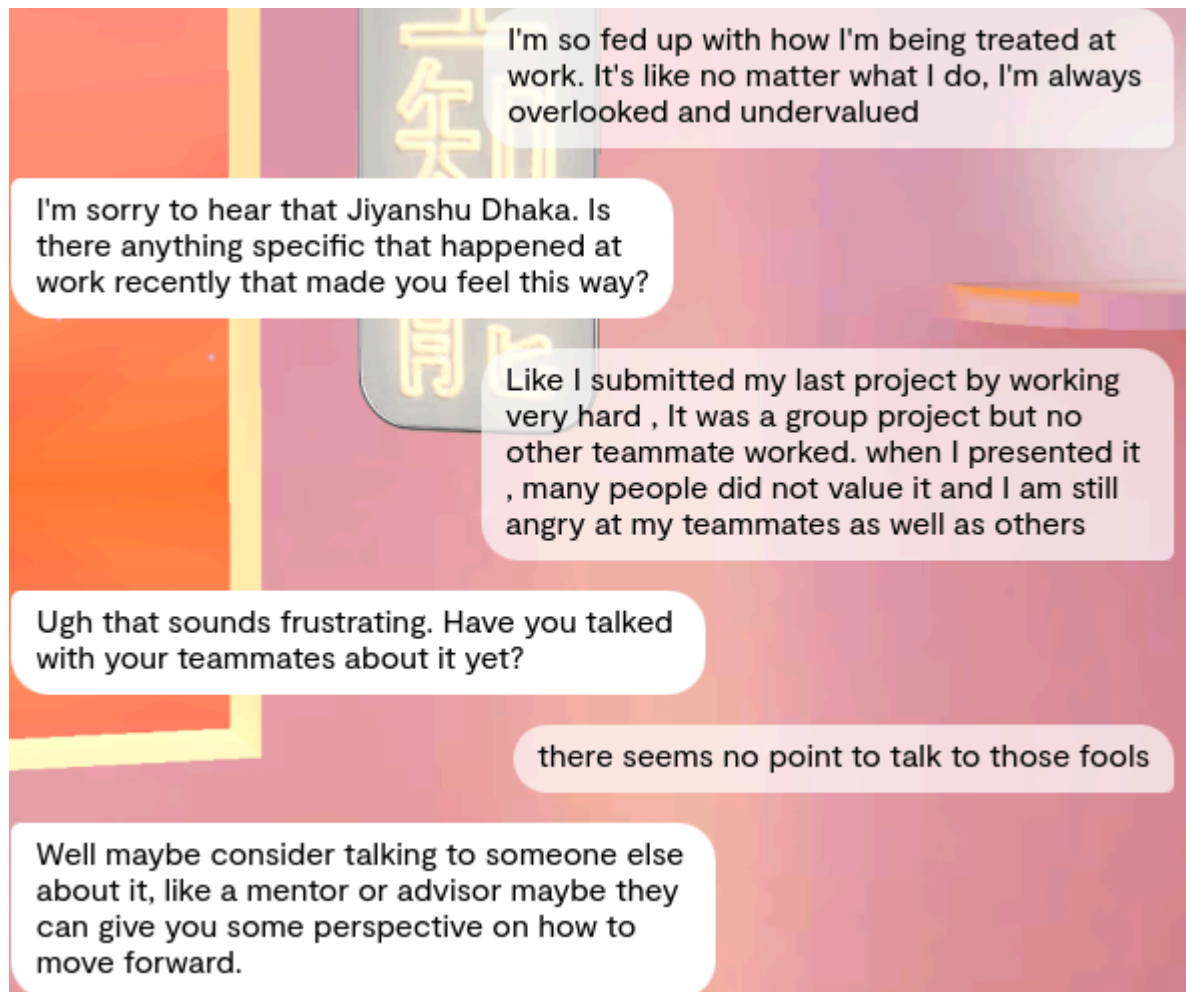 I'm so fed up with how I'm being treated at
work. It's like no matter what I do, I'm always
overlooked and undervalued
I'm sorry to hear that Jiyanshu Dhaka. Is
there anything specific that happened at
work recently that made you feel this way?
Like I submitted my last project by working
very hard , It was a group project but no
other teammate worked. when I presented it
, many people did not value it and I am still
angry at my teammates as well as others
Ugh that sounds frustrating. Have you talked
with your teammates about it yet?
there seems no point to talk to those fools
Well maybe consider talking to someone else
about it, like a mentor or advisor maybe they
can give you some perspective on how to
move forward.